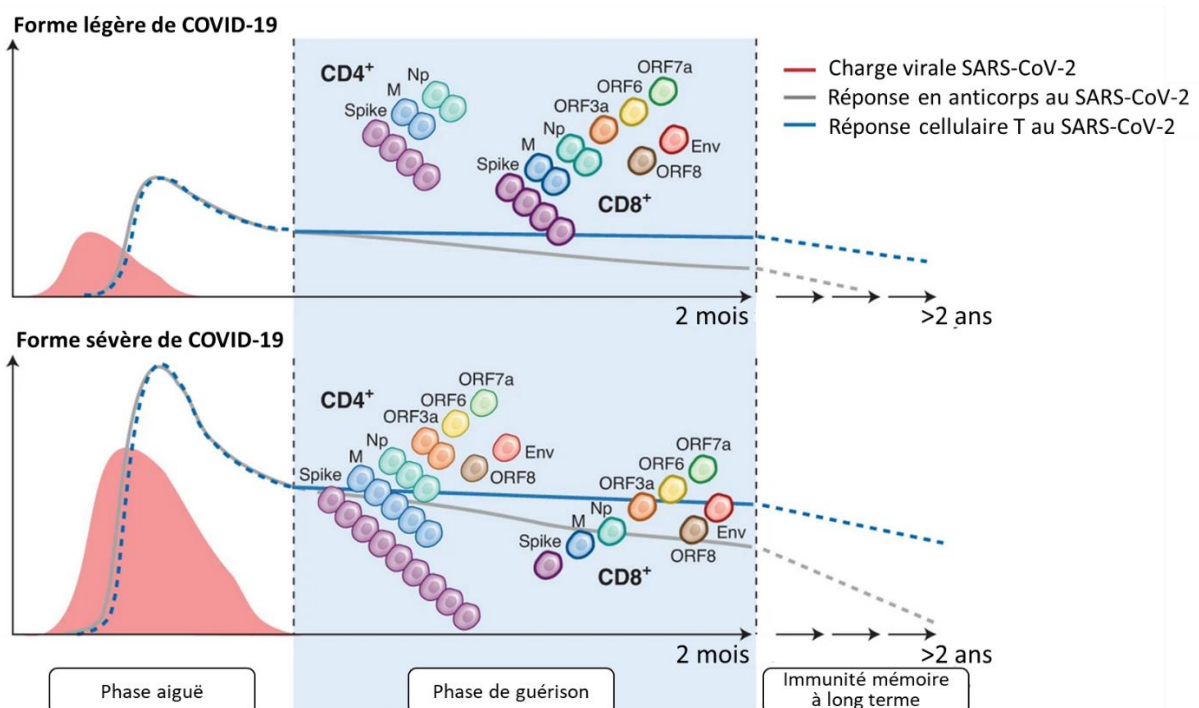 Forme légère de COVID-19
CD4+
Np
M
Spike
ORF7a
ORF6
ORF3a
Np
M
Spike
Env
ORF8
CD8+
Charge virale SARS-CoV-2
Réponse en anticorps au SARS-CoV-2
Réponse cellulaire T au SARS-CoV-2
2 mois
>2 ans
Forme sévère de COVID-19
CD4+
ORF7a
ORF6
ORF3a
Np
M
Spike
Env
ORF8
ORF7a
ORF6
ORF3a
Np
M
Spike
Env
ORF8
CD8+
2 mois
>2 ans
Phase aiguë
Phase de guérison
Immunité mémoire
à long terme